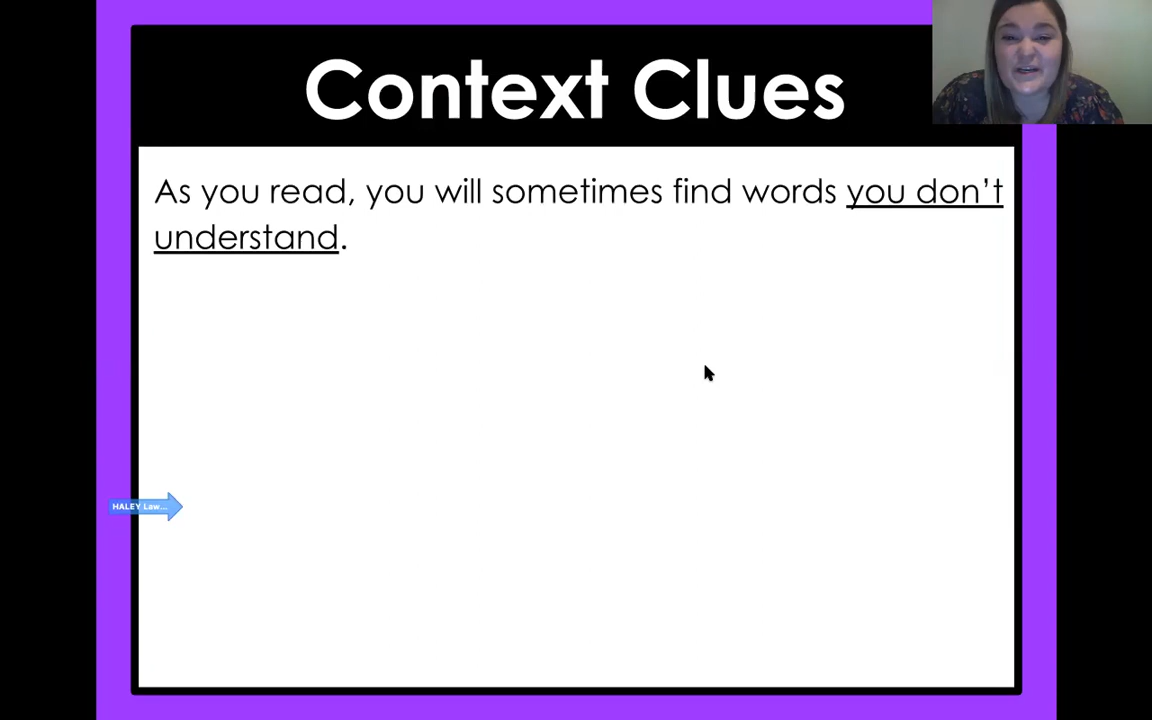 Context Clues
As you read, you will sometimes find words you don't
understand.
HALEY Law...